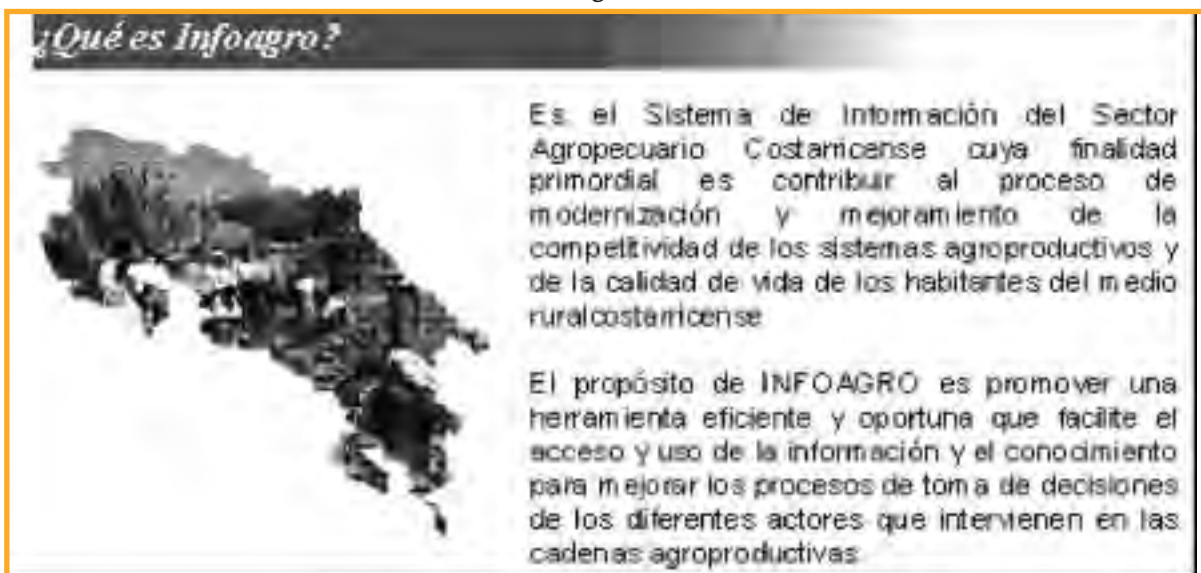 ¿Qué es Infoagro?
Es el Sistema de Información del Sector
Agropecuario Costarricense cuya finalidad
primordial es contribuir al proceso de
modernización y mejoramiento de la
competitividad de los sistemas agroproductivos y
de la calidad de vida de los habitantes del medio
rural costarricense
El propósito de INFOAGRO es promover una
herramienta eficiente y oportuna que facilite el
acceso y uso de la información y el conocimiento
para mejorar los procesos de toma de decisiones
de los diferentes actores que intervienen en las
cadenas agroproductivas